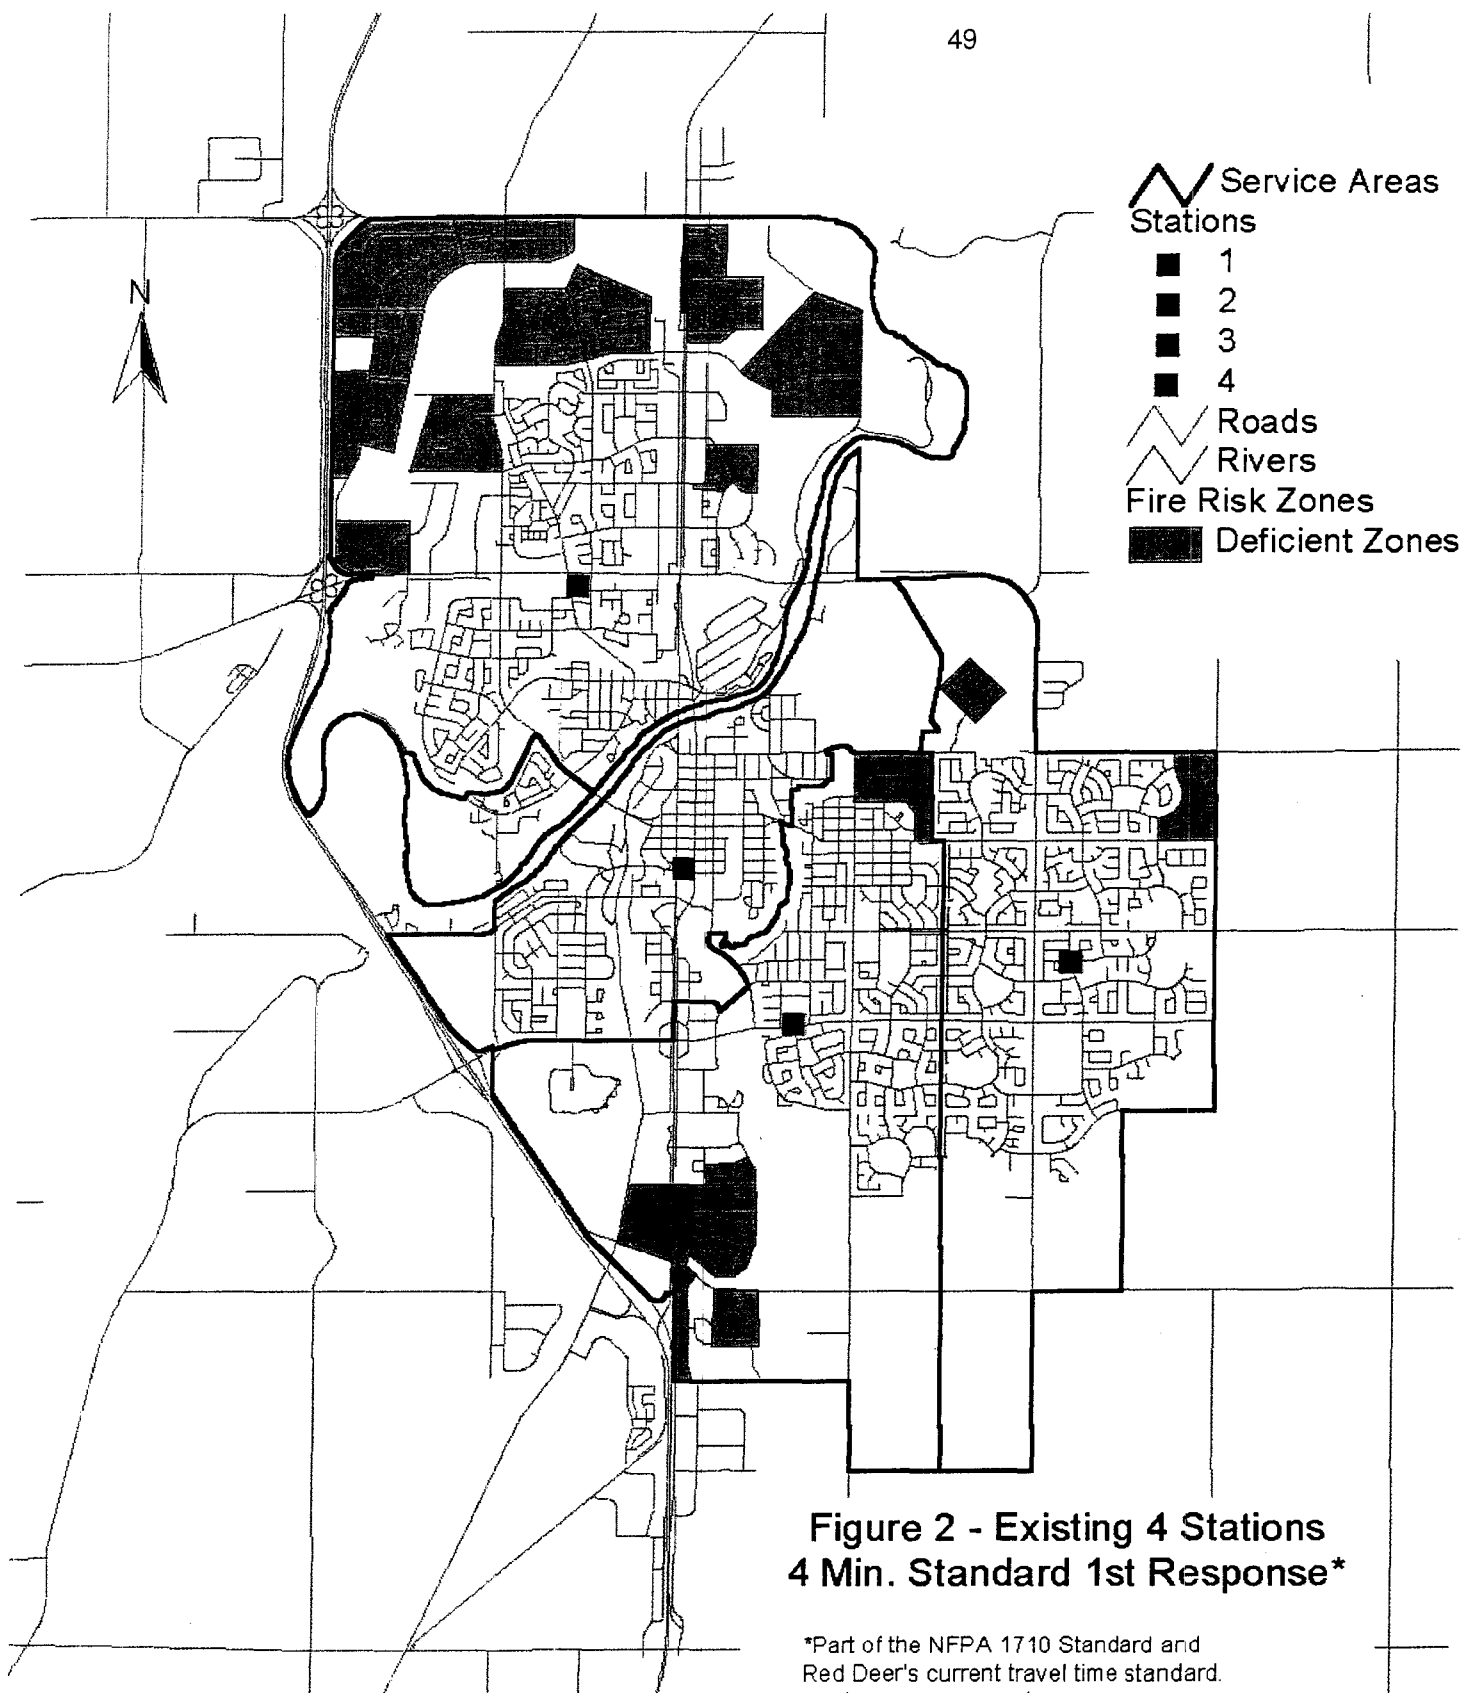 49
Service Areas
Stations
1
2
3
4
Roads
Rivers
Fire Risk Zones
Deficient Zones
N
Figure 2 - Existing 4 Stations
4 Min. Standard 1st Response*
*Part of the NFPA 1710 Standard and
Red Deer's current travel time standard.